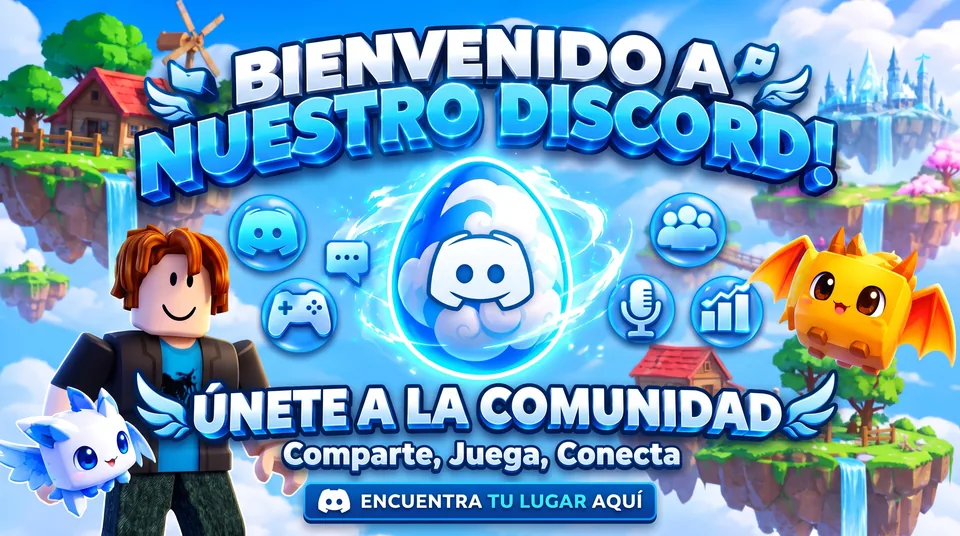 BIENVENIDO A
NUESTRO DISCORD!
ÚNETE A LA COMUNIDAD
Comparte, Juega, Conecta
ENCUENTRA TU LUGAR AQUÍ